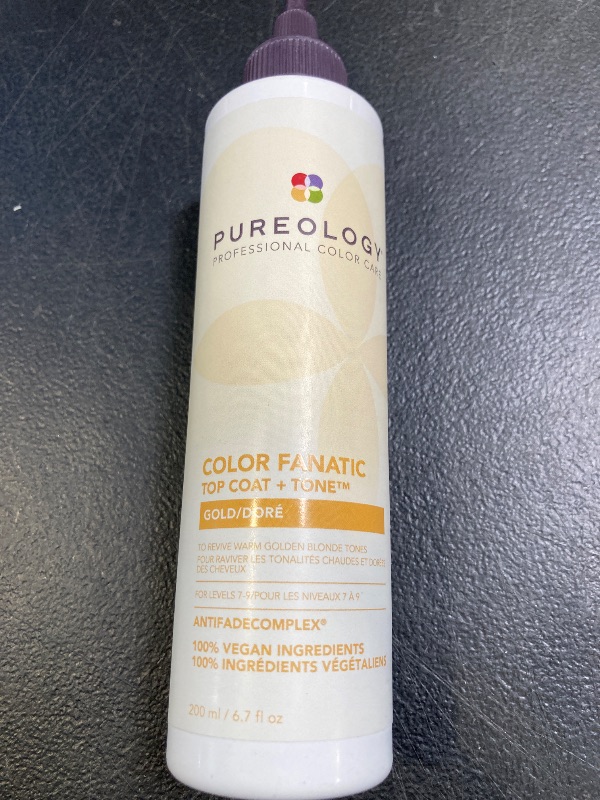 PUREOLOGY
PROFESSIONAL COLOR CARE
COLOR FANATIC
TOP COAT + TONE™
GOLD/DORÉ
TO REVIVE WARM GOLDEN BLONDE TONES
POUR RAVIVER LES TONALITÉS CHAUDES ET DORÉES
DES CHEVEUX
FOR LEVELS 7-9/POUR LES NIVEAUX 7 À 9
ANTIFADECOMPLEX®
100% VEGAN INGREDIENTS
100% INGRÉDIENTS VÉGÉTALIENS
200 ml / 6.7 fl oz